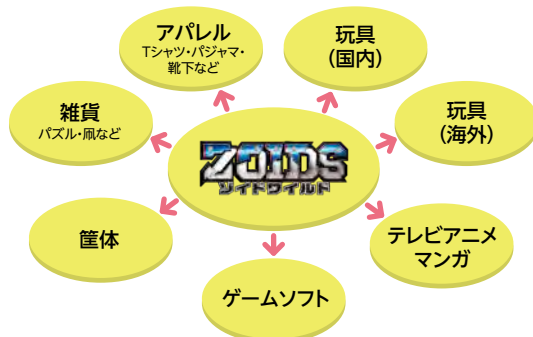 アパレル
Tシャツ・パジャマ・
靴下など
玩具
(国内)
雑貨
パズル・凧など
玩具
(海外)
ZOIDS
ゾイドワイルド
筐体
テレビアニメ
マンガ
ゲームソフト